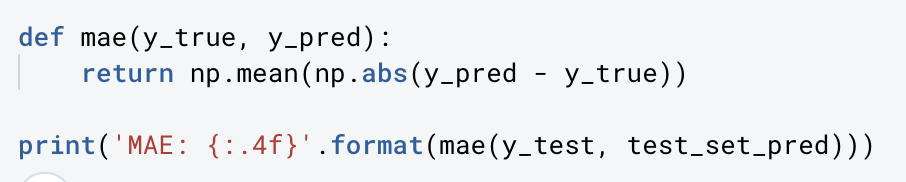 def mae(y_true, y_pred):
    return np.mean(np.abs(y_pred - y_true))
print('MAE: {:.4f}'.format(mae(y_test, test_set_pred)))